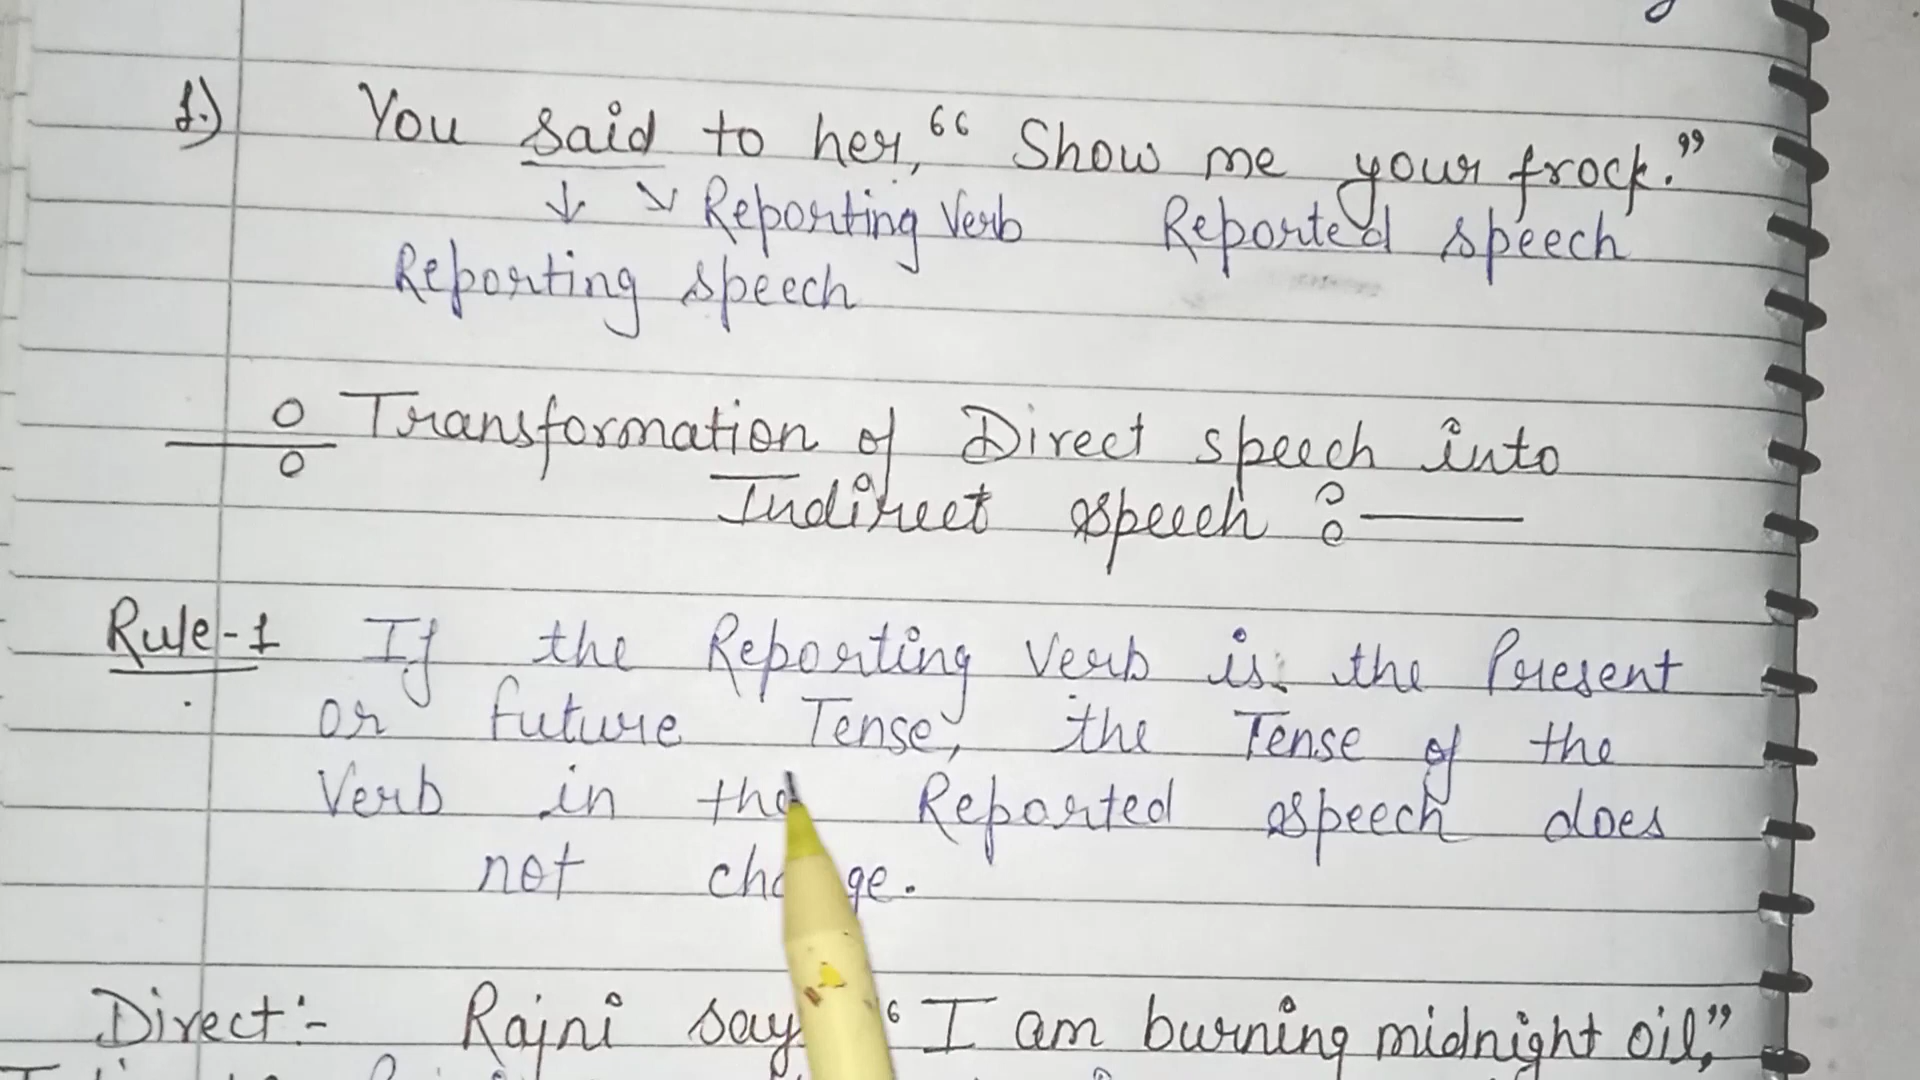 1.) You said to her, “Show me your frock.”
↓ ↘ Reporting Verb Reported speech
Reporting speech
Transformation of Direct speech into
Indirect speech :—
Rule-1 If the Reporting Verb is the Present
or future Tense, the Tense of the
Verb in the Reported speech does
not change.
Direct:- Rajni say “I am burning midnight oil,”